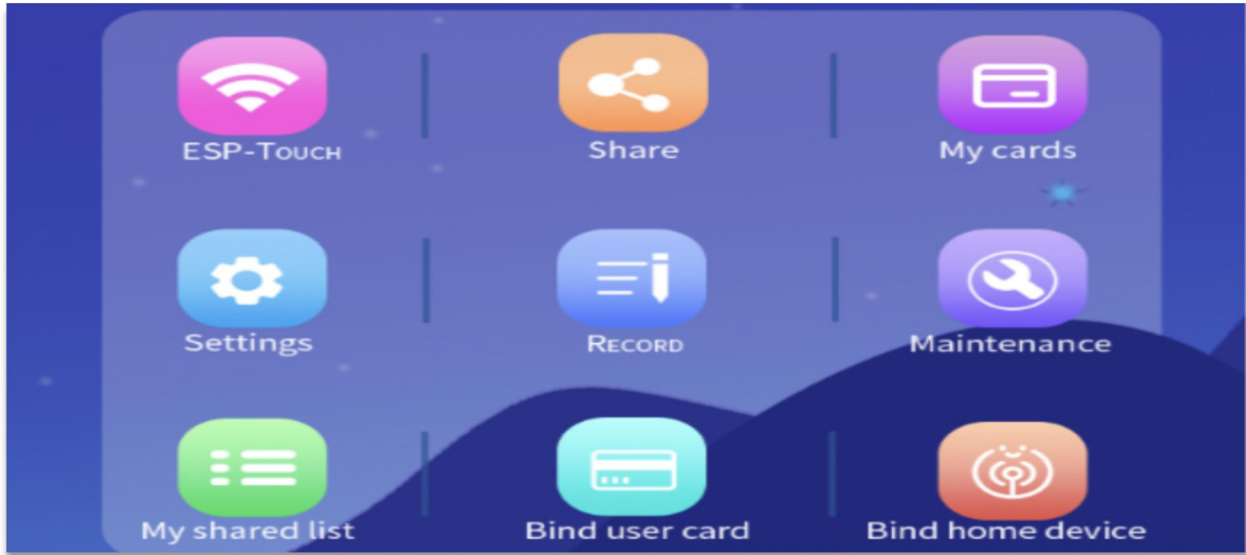 ESP-Touch
Share
My cards
Settings
Record
Maintenance
My shared list
Bind user card
Bind home device